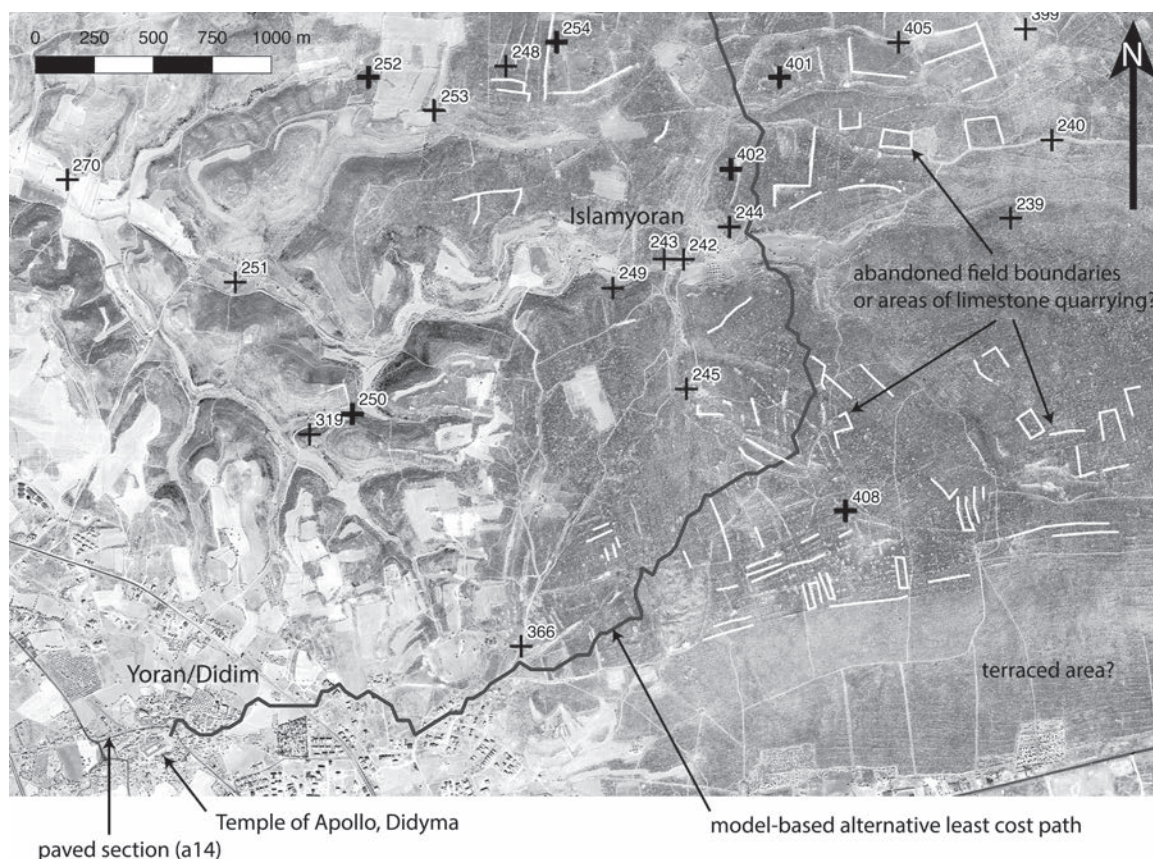 0 250 500 750 1000 m
254
405
399
N
248
252
401
253
240
402
270
239
Islamyoran
244
243 242
abandoned field boundaries
or areas of limestone quarrying?
251
249
245
250
319
408
366
Yoran/Didim
terraced area?
Temple of Apollo, Didyma
model-based alternative least cost path
paved section (a14)